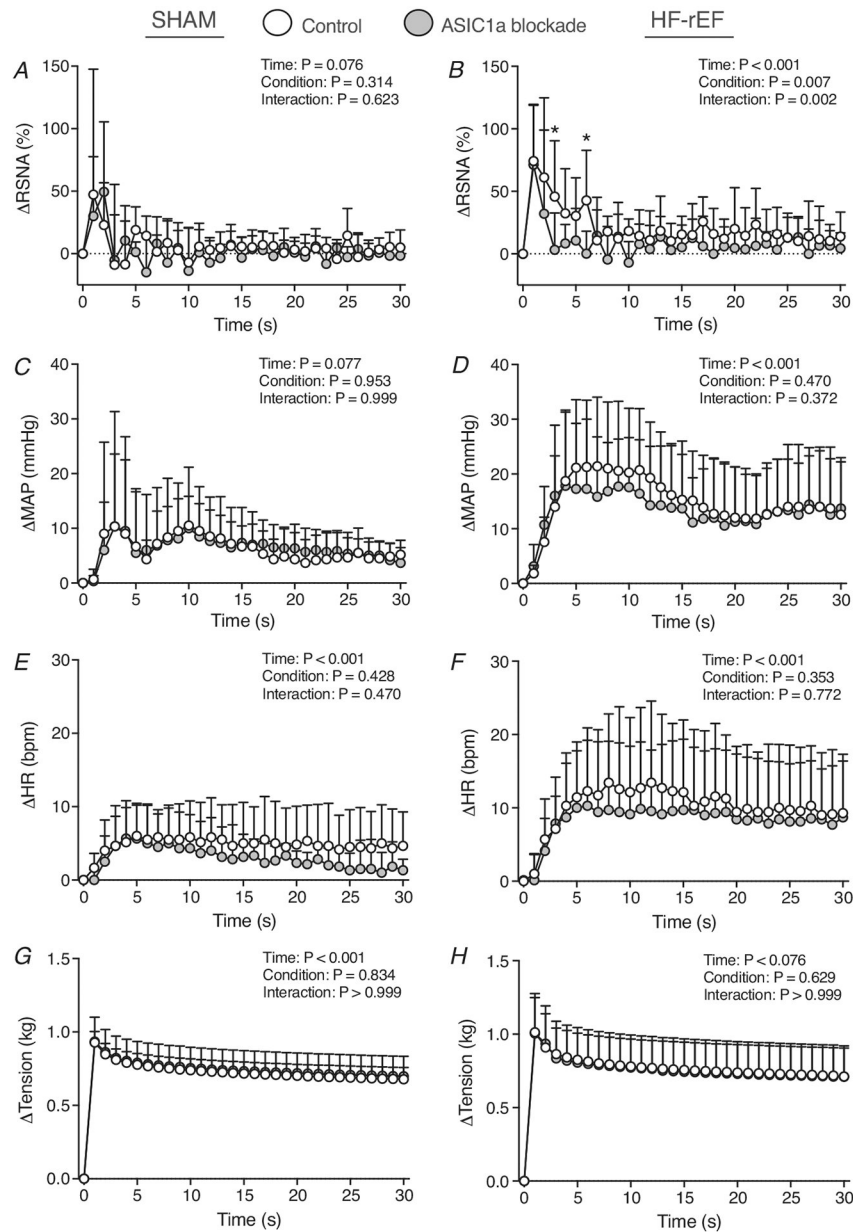 SHAM Control ASIC1a blockade HF-rEF
A
Time: P = 0.076
Condition: P = 0.314
Interaction: P = 0.623
ΔRSNA (%)
150
100
50
0
0 5 10 15 20 25 30
Time (s)
B
Time: P < 0.001
Condition: P = 0.007
Interaction: P = 0.002
ΔRSNA (%)
150
100
50
0
* *
0 5 10 15 20 25 30
Time (s)
C
Time: P = 0.077
Condition: P = 0.953
Interaction: P = 0.999
ΔMAP (mmHg)
40
30
20
10
0
0 5 10 15 20 25 30
Time (s)
D
Time: P < 0.001
Condition: P = 0.470
Interaction: P = 0.372
ΔMAP (mmHg)
40
30
20
10
0
0 5 10 15 20 25 30
Time (s)
E
Time: P < 0.001
Condition: P = 0.428
Interaction: P = 0.470
ΔHR (bpm)
30
20
10
0
0 5 10 15 20 25 30
Time (s)
F
Time: P < 0.001
Condition: P = 0.353
Interaction: P = 0.772
ΔHR (bpm)
30
20
10
0
0 5 10 15 20 25 30
Time (s)
G
Time: P < 0.001
Condition: P = 0.834
Interaction: P > 0.999
ΔTension (kg)
1.5
1.0
0.5
0.0
0 5 10 15 20 25 30
Time (s)
H
Time: P < 0.076
Condition: P = 0.629
Interaction: P > 0.999
ΔTension (kg)
1.5
1.0
0.5
0.0
0 5 10 15 20 25 30
Time (s)